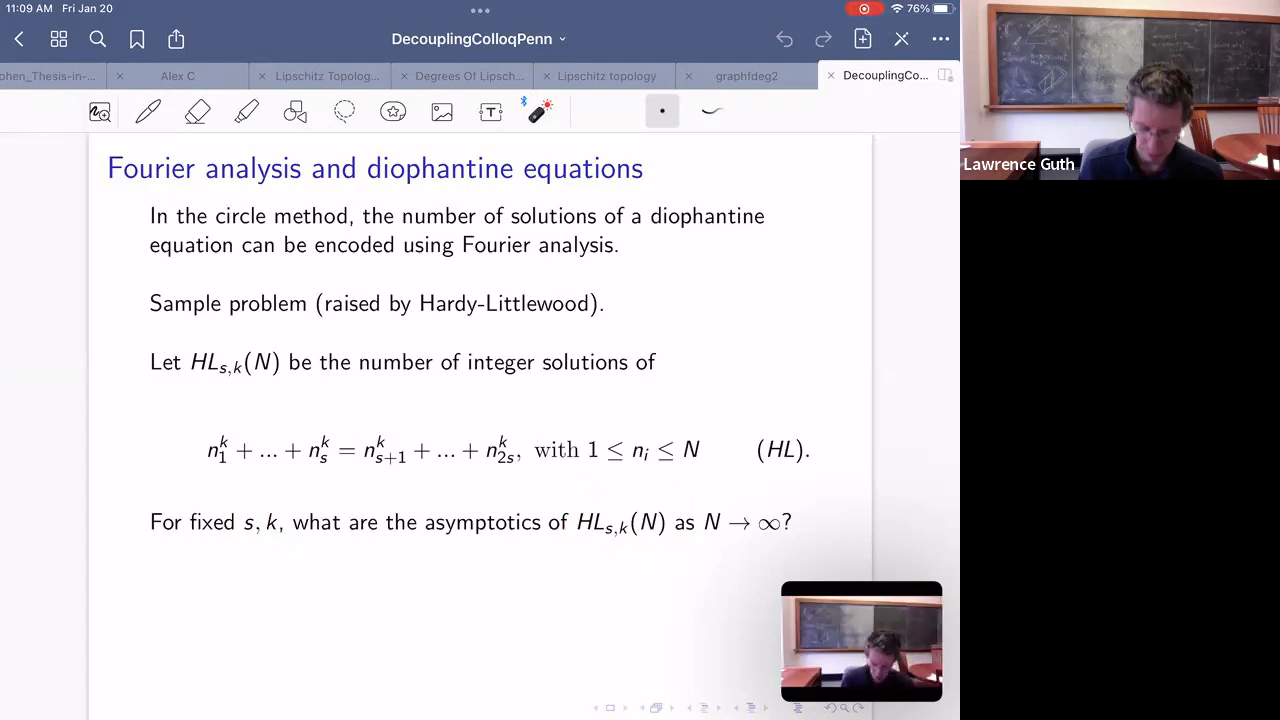 11:09 AM Fri Jan 20
76%
DecouplingColloqPenn
ohen_Thesis-in-...
Alex C
Lipschitz Topolog...
Degrees Of Lipsch...
Lipschitz topology
graphfdeg2
DecouplingCo...
Lawrence Guth
Fourier analysis and diophantine equations
In the circle method, the number of solutions of a diophantine
equation can be encoded using Fourier analysis.
Sample problem (raised by Hardy-Littlewood).
Let HL_{s,k}(N) be the number of integer solutions of
n_1^k + ... + n_s^k = n_{s+1}^k + ... + n_{2s}^k, with 1 ≤ n_i ≤ N (HL).
For fixed s, k, what are the asymptotics of HL_{s,k}(N) as N → ∞?